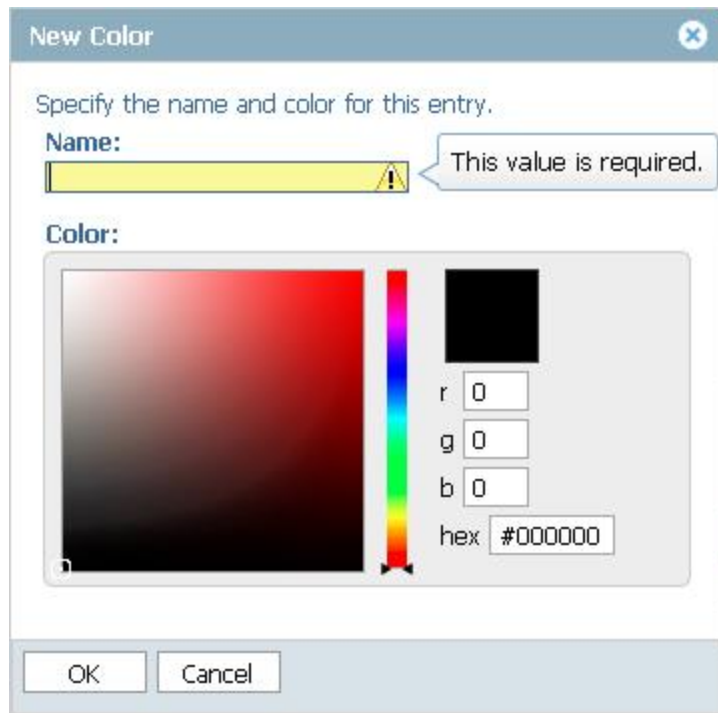 New Color
Specify the name and color for this entry.
Name:
This value is required.
Color:
r 0
g 0
b 0
hex #000000
OK Cancel